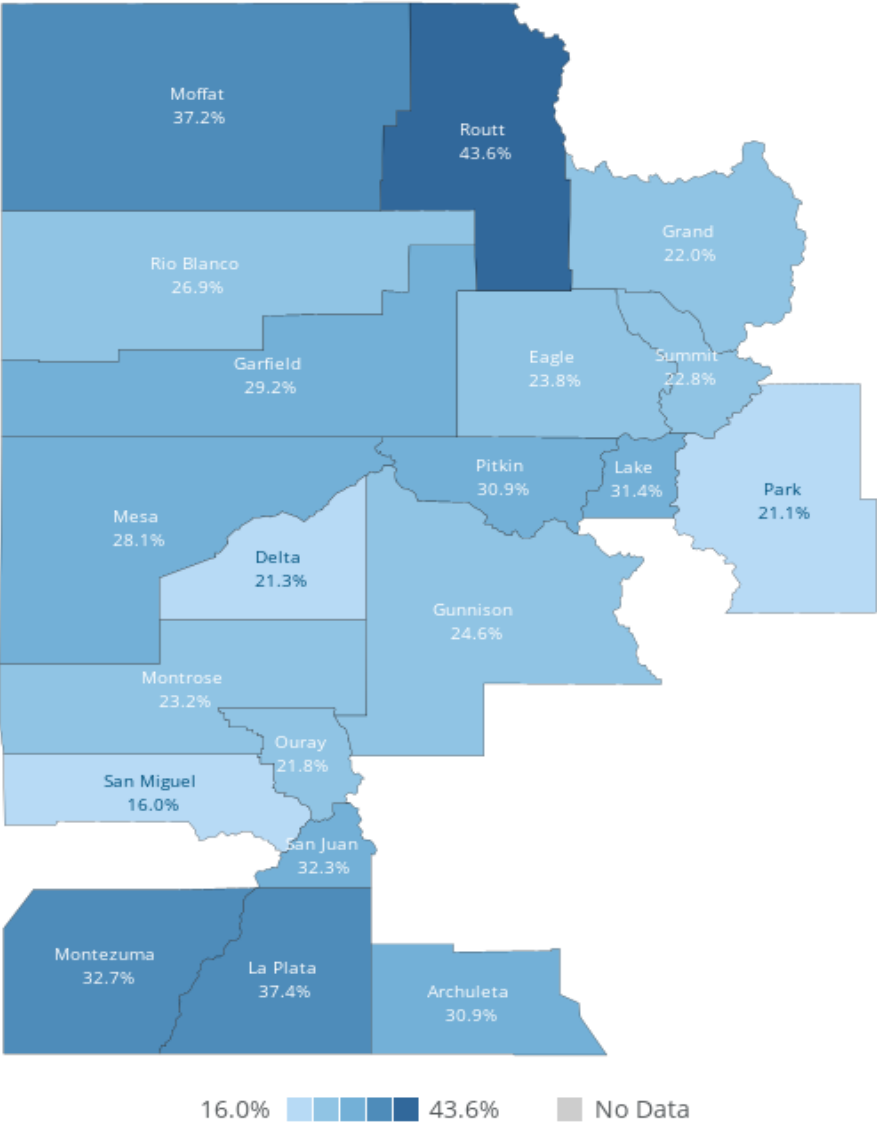 Moffat
37.2%
Routt
43.6%
Grand
22.0%
Rio Blanco
26.9%
Garfield
29.2%
Eagle
23.8%
Summit
22.8%
Pitkin
30.9%
Lake
31.4%
Park
21.1%
Mesa
28.1%
Delta
21.3%
Gunnison
24.6%
Montrose
23.2%
Ouray
21.8%
San Miguel
16.0%
San Juan
32.3%
Montezuma
32.7%
La Plata
37.4%
Archuleta
30.9%
16.0% 43.6% No Data